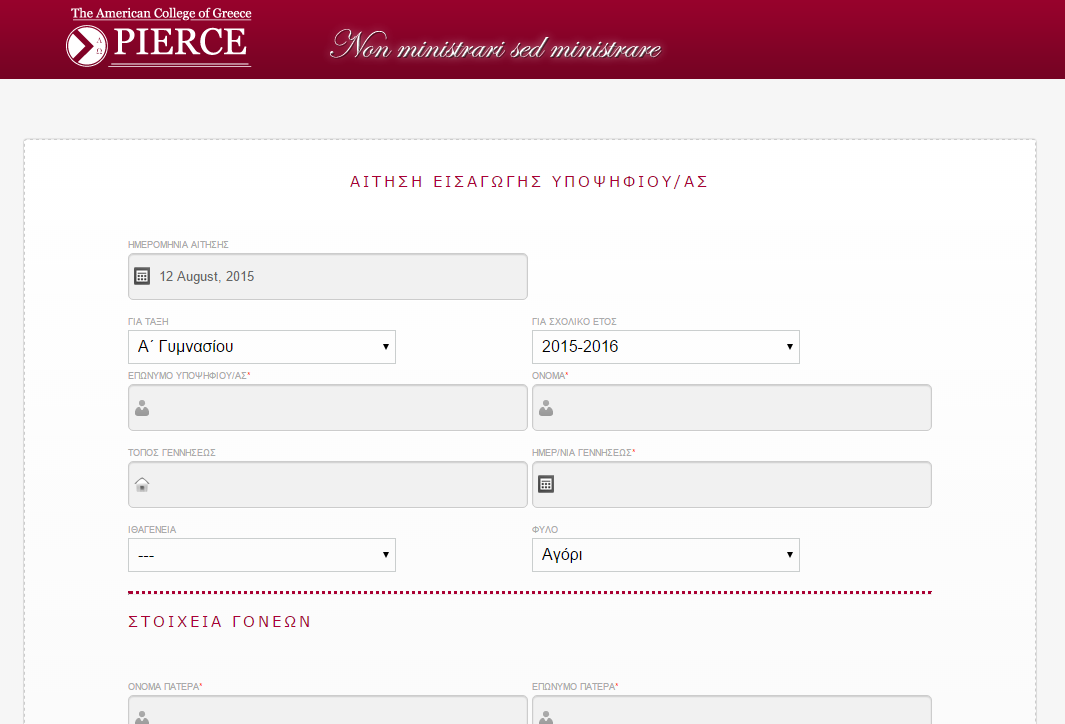 The American College of Greece
PIERCE
Non ministrari sed ministrare
ΑΙΤΗΣΗ ΕΙΣΑΓΩΓΗΣ ΥΠΟΨΗΦΙΟΥ/ΑΣ
ΗΜΕΡΟΜΗΝΙΑ ΑΙΤΗΣΗΣ
12 August, 2015
ΓΙΑ ΤΑΞΗ ΓΙΑ ΣΧΟΛΙΚΟ ΕΤΟΣ
Α΄ Γυμνασίου 2015-2016
ΕΠΩΝΥΜΟ ΥΠΟΨΗΦΙΟΥ/ΑΣ* ΟΝΟΜΑ*
ΤΟΠΟΣ ΓΕΝΝΗΣΕΩΣ ΗΜΕΡ/ΝΙΑ ΓΕΝΝΗΣΕΩΣ*
ΙΘΑΓΕΝΕΙΑ ΦΥΛΟ
--- Αγόρι
ΣΤΟΙΧΕΙΑ ΓΟΝΕΩΝ
ΟΝΟΜΑ ΠΑΤΕΡΑ* ΕΠΩΝΥΜΟ ΠΑΤΕΡΑ*